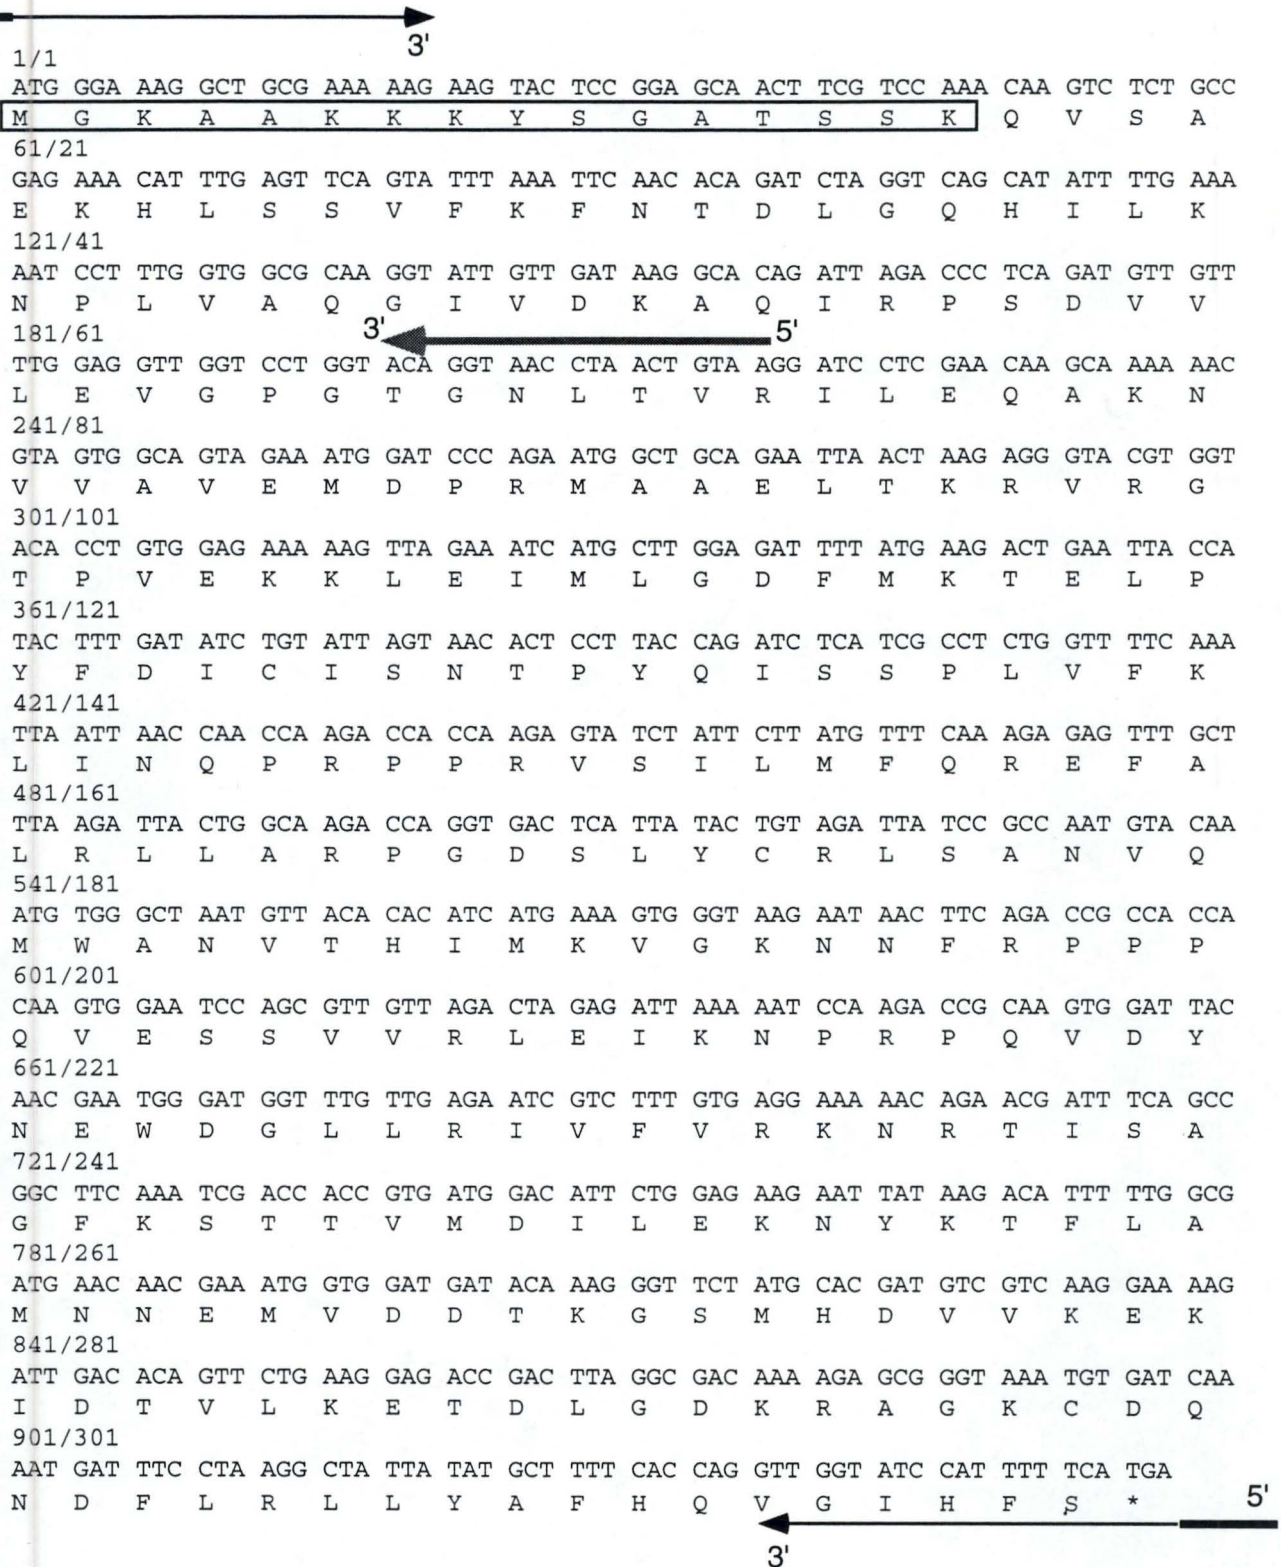 3'
1/1
ATG GGA AAG GCT GCG AAA AAG AAG TAC TCC GGA GCA ACT TCG TCC AAA CAA GTC TCT GCC
M G K A A K K K Y S G A T S S K Q V S A
61/21
GAG AAA CAT TTG AGT TCA GTA TTT AAA TTC AAC ACA GAT CTA GGT CAG CAT ATT TTG AAA
E K H L S S V F K F N T D L G Q H I L K
121/41
AAT CCT TTG GTG GCG CAA GGT ATT GTT GAT AAG GCA CAG ATT AGA CCC TCA GAT GTT GTT
N P L V A Q G I V D K A Q I R P S D V V
181/61 3' 5'
TTG GAG GTT GGT CCT GGT ACA GGT AAC CTA ACT GTA AGG ATC CTC GAA CAA GCA AAA AAC
L E V G P G T G N L T V R I L E Q A K N
241/81
GTA GTG GCA GTA GAA ATG GAT CCC AGA ATG GCT GCA GAA TTA ACT AAG AGG GTA CGT GGT
V V A V E M D P R M A A E L T K R V R G
301/101
ACA CCT GTG GAG AAA AAG TTA GAA ATC ATG CTT GGA GAT TTT ATG AAG ACT GAA TTA CCA
T P V E K K L E I M L G D F M K T E L P
361/121
TAC TTT GAT ATC TGT ATT AGT AAC ACT CCT TAC CAG ATC TCA TCG CCT CTG GTT TTC AAA
Y F D I C I S N T P Y Q I S S P L V F K
421/141
TTA ATT AAC CAA CCA AGA CCA CCA AGA GTA TCT ATT CTT ATG TTT CAA AGA GAG TTT GCT
L I N Q P R P P R V S I L M F Q R E F A
481/161
TTA AGA TTA CTG GCA AGA CCA GGT GAC TCA TTA TAC TGT AGA TTA TCC GCC AAT GTA CAA
L R L L A R P G D S L Y C R L S A N V Q
541/181
ATG TGG GCT AAT GTT ACA CAC ATC ATG AAA GTG GGT AAG AAT AAC TTC AGA CCG CCA CCA
M W A N V T H I M K V G K N N F R P P P
601/201
CAA GTG GAA TCC AGC GTT GTT AGA CTA GAG ATT AAA AAT CCA AGA CCG CAA GTG GAT TAC
Q V E S S V V R L E I K N P R P Q V D Y
661/221
AAC GAA TGG GAT GGT TTG TTG AGA ATC GTC TTT GTG AGG AAA AAC AGA ACG ATT TCA GCC
N E W D G L L R I V F V R K N R T I S A
721/241
GGC TTC AAA TCG ACC ACC GTG ATG GAC ATT CTG GAG AAG AAT TAT AAG ACA TTT TTG GCG
G F K S T T V M D I L E K N Y K T F L A
781/261
ATG AAC AAC GAA ATG GTG GAT GAT ACA AAG GGT TCT ATG CAC GAT GTC GTC AAG GAA AAG
M N N E M V D D T K G S M H D V V K E K
841/281
ATT GAC ACA GTT CTG AAG GAG ACC GAC TTA GGC GAC AAA AGA GCG GGT AAA TGT GAT CAA
I D T V L K E T D L G D K R A G K C D Q
901/301
AAT GAT TTC CTA AGG CTA TTA TAT GCT TTT CAC CAG GTT GGT ATC CAT TTT TCA TGA
N D F L R L L Y A F H Q V G I H F S *
5'
3'